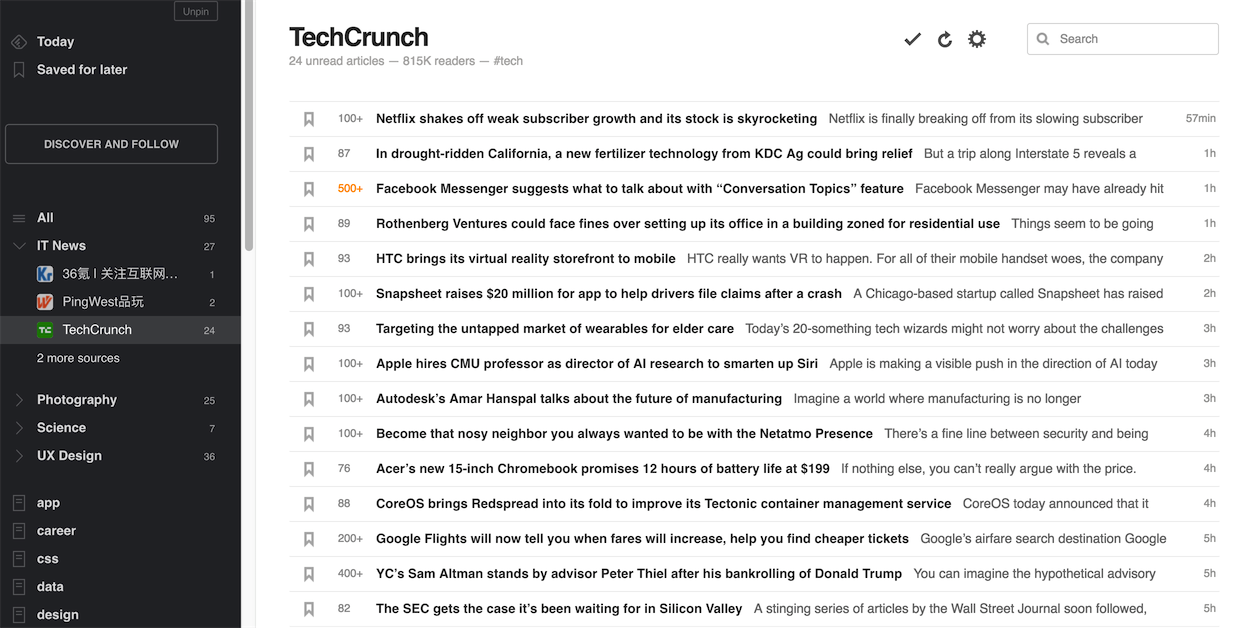 Unpin
Today
Saved for later
DISCOVER AND FOLLOW
All 95
IT News 27
36氪 | 关注互联网... 1
PingWest品玩 2
TechCrunch 24
2 more sources
Photography 25
Science 7
UX Design 36
app
career
css
data
design
TechCrunch
24 unread articles — 815K readers — #tech
Search
100+ Netflix shakes off weak subscriber growth and its stock is skyrocketing Netflix is finally breaking off from its slowing subscriber 57min
87 In drought-ridden California, a new fertilizer technology from KDC Ag could bring relief But a trip along Interstate 5 reveals a 1h
500+ Facebook Messenger suggests what to talk about with “Conversation Topics” feature Facebook Messenger may have already hit 1h
89 Rothenberg Ventures could face fines over setting up its office in a building zoned for residential use Things seem to be going 1h
93 HTC brings its virtual reality storefront to mobile HTC really wants VR to happen. For all of their mobile handset woes, the company 2h
100+ Snapsheet raises $20 million for app to help drivers file claims after a crash A Chicago-based startup called Snapsheet has raised 2h
93 Targeting the untapped market of wearables for elder care Today’s 20-something tech wizards might not worry about the challenges 3h
100+ Apple hires CMU professor as director of AI research to smarten up Siri Apple is making a visible push in the direction of AI today 3h
100+ Autodesk’s Amar Hanspal talks about the future of manufacturing Imagine a world where manufacturing is no longer 3h
100+ Become that nosy neighbor you always wanted to be with the Netatmo Presence There’s a fine line between security and being 4h
76 Acer’s new 15-inch Chromebook promises 12 hours of battery life at $199 If nothing else, you can’t really argue with the price. 4h
88 CoreOS brings Redspread into its fold to improve its Tectonic container management service CoreOS today announced that it 4h
200+ Google Flights will now tell you when fares will increase, help you find cheaper tickets Google’s airfare search destination Google 5h
400+ YC’s Sam Altman stands by advisor Peter Thiel after his bankrolling of Donald Trump You can imagine the hypothetical advisory 5h
82 The SEC gets the case it’s been waiting for in Silicon Valley A stinging series of articles by the Wall Street Journal soon followed, 5h